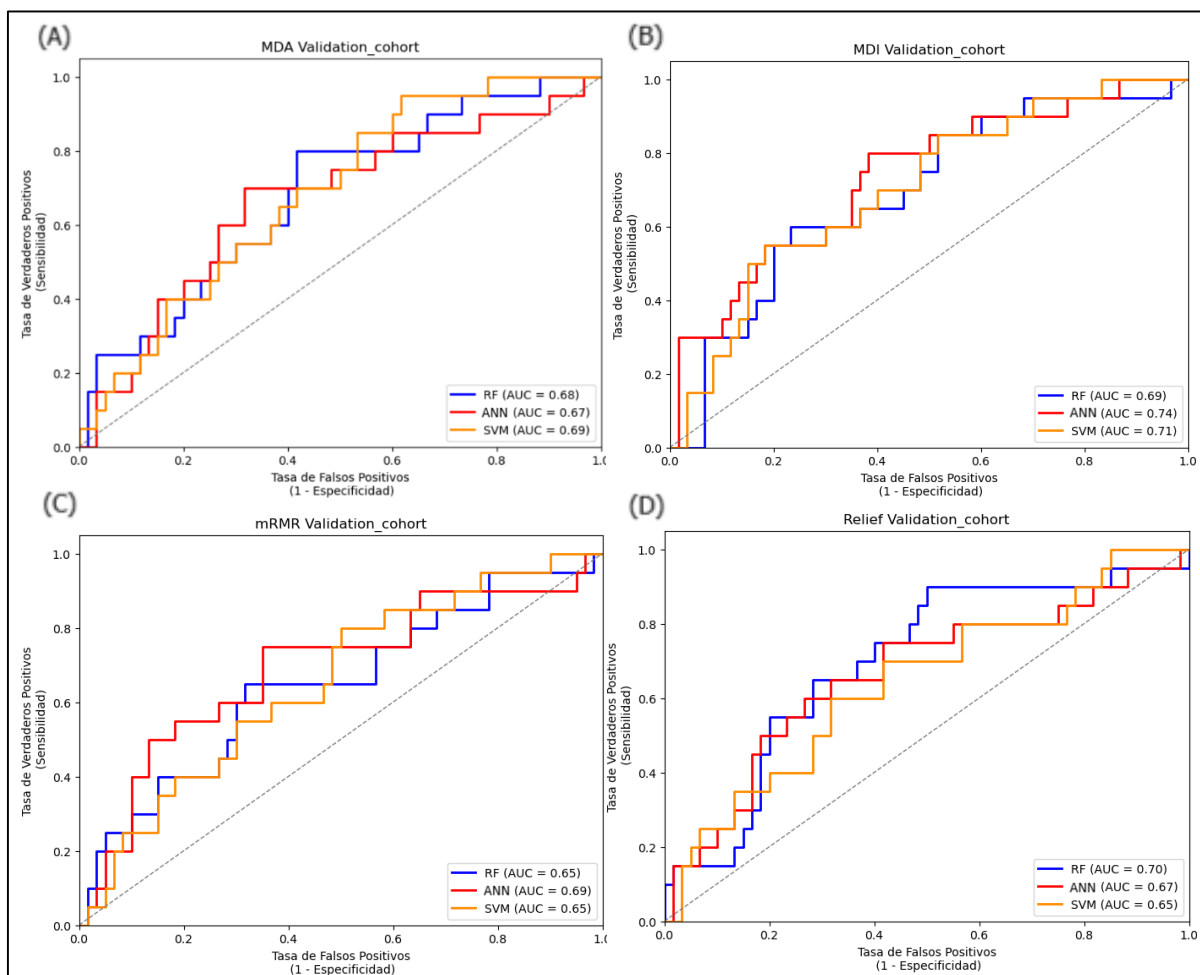 (A)
MDA Validation_cohort
1.0
0.8
0.6
0.4
0.2
0.0
Tasa de Verdaderos Positivos
(Sensibilidad)
RF (AUC = 0.68)
ANN (AUC = 0.67)
SVM (AUC = 0.69)
0.0 0.2 0.4 0.6 0.8 1.0
Tasa de Falsos Positivos
(1 - Especificidad)
(B)
MDI Validation_cohort
1.0
0.8
0.6
0.4
0.2
0.0
Tasa de Verdaderos Positivos
(Sensibilidad)
RF (AUC = 0.69)
ANN (AUC = 0.74)
SVM (AUC = 0.71)
0.0 0.2 0.4 0.6 0.8 1.0
Tasa de Falsos Positivos
(1 - Especificidad)
(C)
mRMR Validation_cohort
1.0
0.8
0.6
0.4
0.2
0.0
Tasa de Verdaderos Positivos
(Sensibilidad)
RF (AUC = 0.65)
ANN (AUC = 0.69)
SVM (AUC = 0.65)
0.0 0.2 0.4 0.6 0.8 1.0
Tasa de Falsos Positivos
(1 - Especificidad)
(D)
Relief Validation_cohort
1.0
0.8
0.6
0.4
0.2
0.0
Tasa de Verdaderos Positivos
(Sensibilidad)
RF (AUC = 0.70)
ANN (AUC = 0.67)
SVM (AUC = 0.65)
0.0 0.2 0.4 0.6 0.8 1.0
Tasa de Falsos Positivos
(1 - Especificidad)